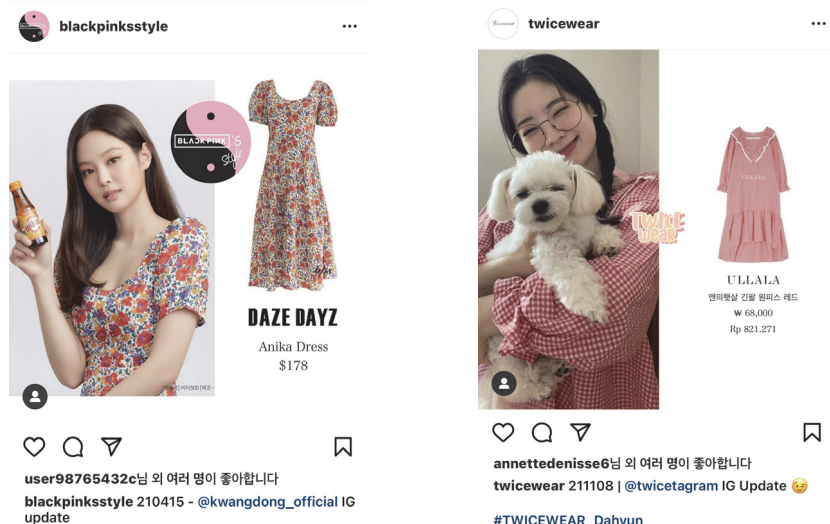 blackpinksstyle
BLACKPINK'S
Style
DAZE DAYZ
Anika Dress
$178
user98765432c님 외 여러 명이 좋아합니다
blackpinksstyle 210415 - @kwangdong_official IG
update
twicewear
TWICE
wear
ULLALA
ULLALA
앤의햇살 긴팔 원피스 레드
₩ 68,000
Rp 821.271
annettedenisse6님 외 여러 명이 좋아합니다
twicewear 211108 | @twicetagram IG Update 😉
#TWICEWEAR_Dahyun